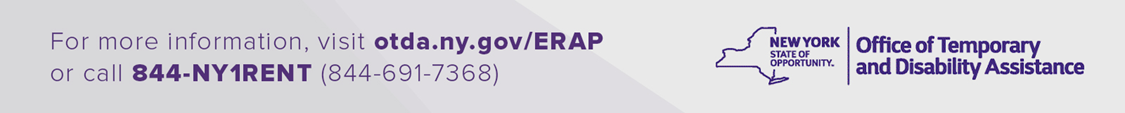 For more information, visit otda.ny.gov/ERAP
or call 844-NY1RENT (844-691-7368)
NEW YORK
STATE OF
OPPORTUNITY.
Office of Temporary
and Disability Assistance